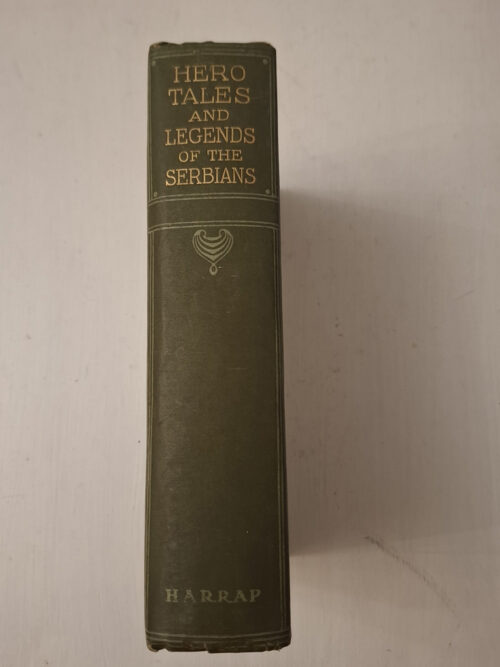 HERO
TALES
AND
LEGENDS
OF THE
SERBIANS
HARRAP